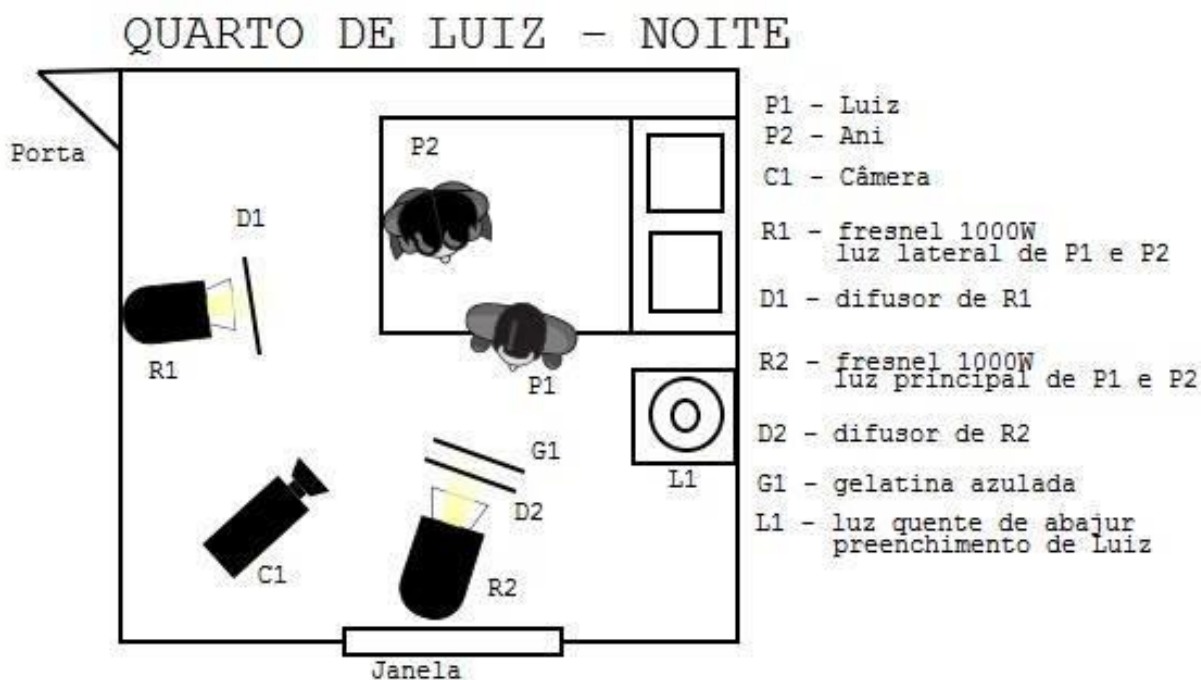 QUARTO DE LUIZ - NOITE
Porta
P2
D1
R1
P1
G1
D2
L1
C1
R2
Janela
P1 - Luiz
P2 - Ani
C1 - Câmera
R1 - fresnel 1000W
luz lateral de P1 e P2
D1 - difusor de R1
R2 - fresnel 1000W
luz principal de P1 e P2
D2 - difusor de R2
G1 - gelatina azulada
L1 - luz quente de abajur
preenchimento de Luiz